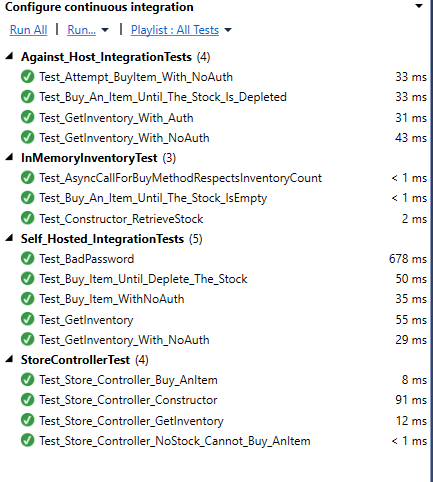 Configure continuous integration
Run All | Run... | Playlist : All Tests
Against_Host_IntegrationTests (4)
Test_Attempt_BuyItem_With_NoAuth 33 ms
Test_Buy_An_Item_Until_The_Stock_Is_Depleted 33 ms
Test_GetInventory_With_Auth 31 ms
Test_GetInventory_With_NoAuth 43 ms
InMemoryInventoryTest (3)
Test_AsyncCallForBuyMethodRespectsInventoryCount < 1 ms
Test_Buy_An_Item_Until_The_Stock_IsEmpty < 1 ms
Test_Constructor_RetrieveStock 2 ms
Self_Hosted_IntegrationTests (5)
Test_BadPassword 678 ms
Test_Buy_Item_Until_Deplete_The_Stock 50 ms
Test_Buy_Item_WithNoAuth 35 ms
Test_GetInventory 55 ms
Test_GetInventory_With_NoAuth 29 ms
StoreControllerTest (4)
Test_Store_Controller_Buy_AnItem 8 ms
Test_Store_Controller_Constructor 91 ms
Test_Store_Controller_GetInventory 12 ms
Test_Store_Controller_NoStock_Cannot_Buy_AnItem < 1 ms